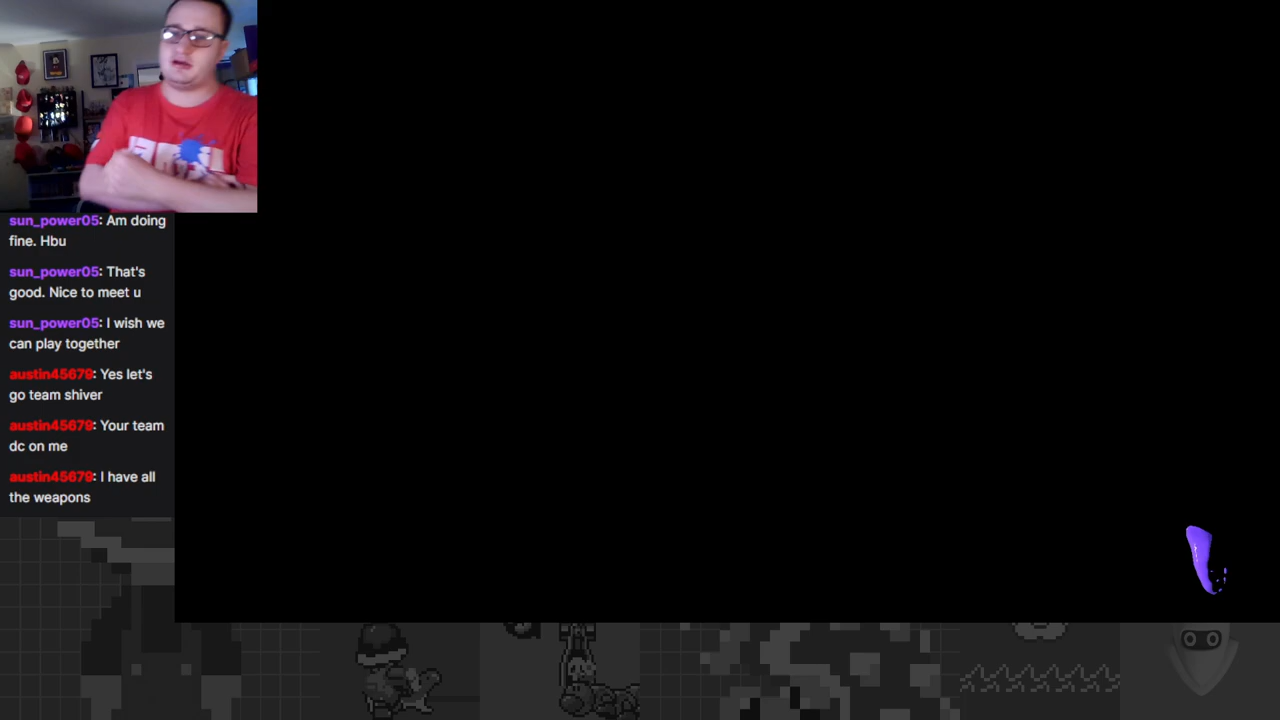 sun_power05: Am doing
fine. Hbu
sun_power05: That's
good. Nice to meet u
sun_power05: I wish we
can play together
austin45679: Yes let's
go team shiver
austin45679: Your team
dc on me
austin45679: I have all
the weapons